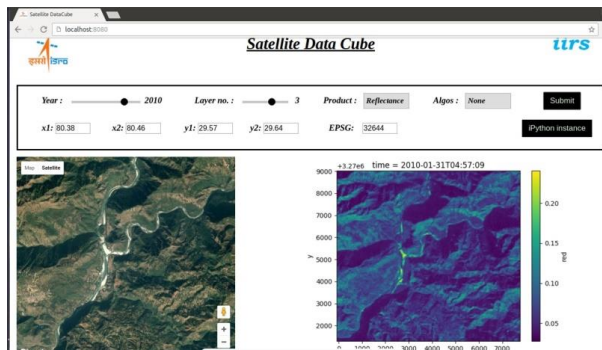 Satellite DataCube
localhost:8080
इसरो isro
Satellite Data Cube
iirs
Year : 2010 Layer no. : 3 Product : Reflectance Algos : None Submit
x1: 80.38 x2: 80.46 y1: 29.57 y2: 29.64 EPSG: 32644 iPython instance
Map Satellite
+3.27e6 time = 2010-01-31T04:57:09
9000
8000
7000
6000
5000
4000
3000
2000
y
0 1000 2000 3000 4000 5000 6000 7000
0.20
0.15
0.10
0.05
red
+
−